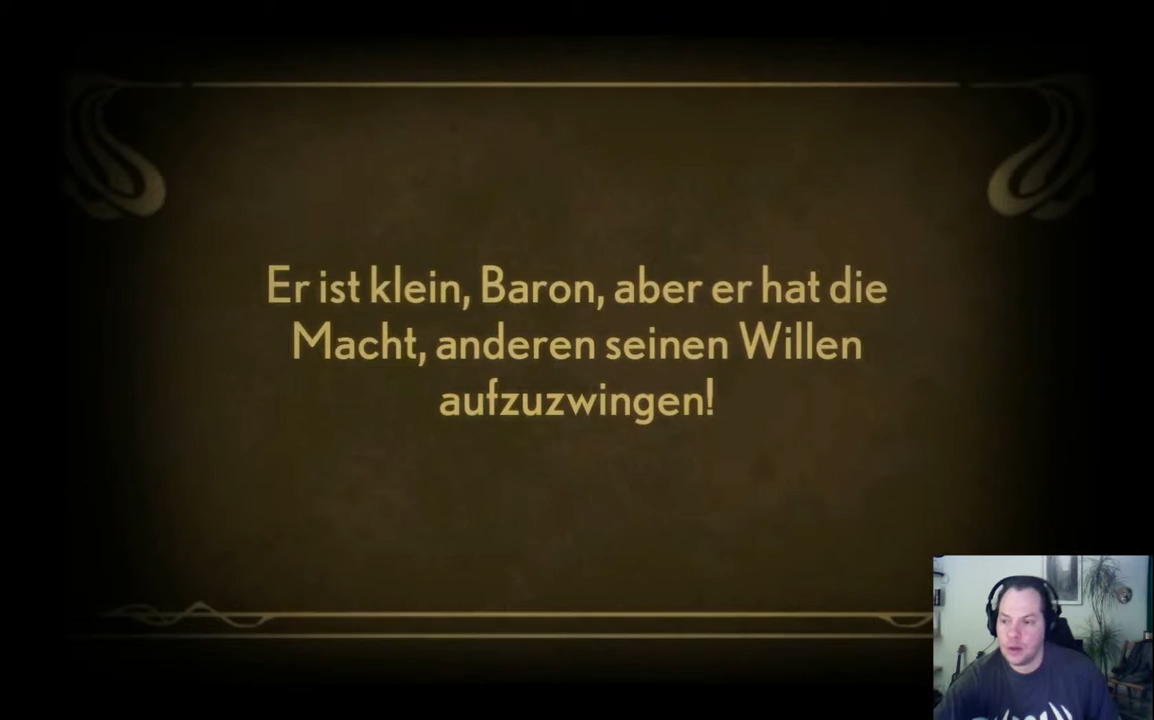 Er ist klein, Baron, aber er hat die
Macht, anderen seinen Willen
aufzuzwingen!